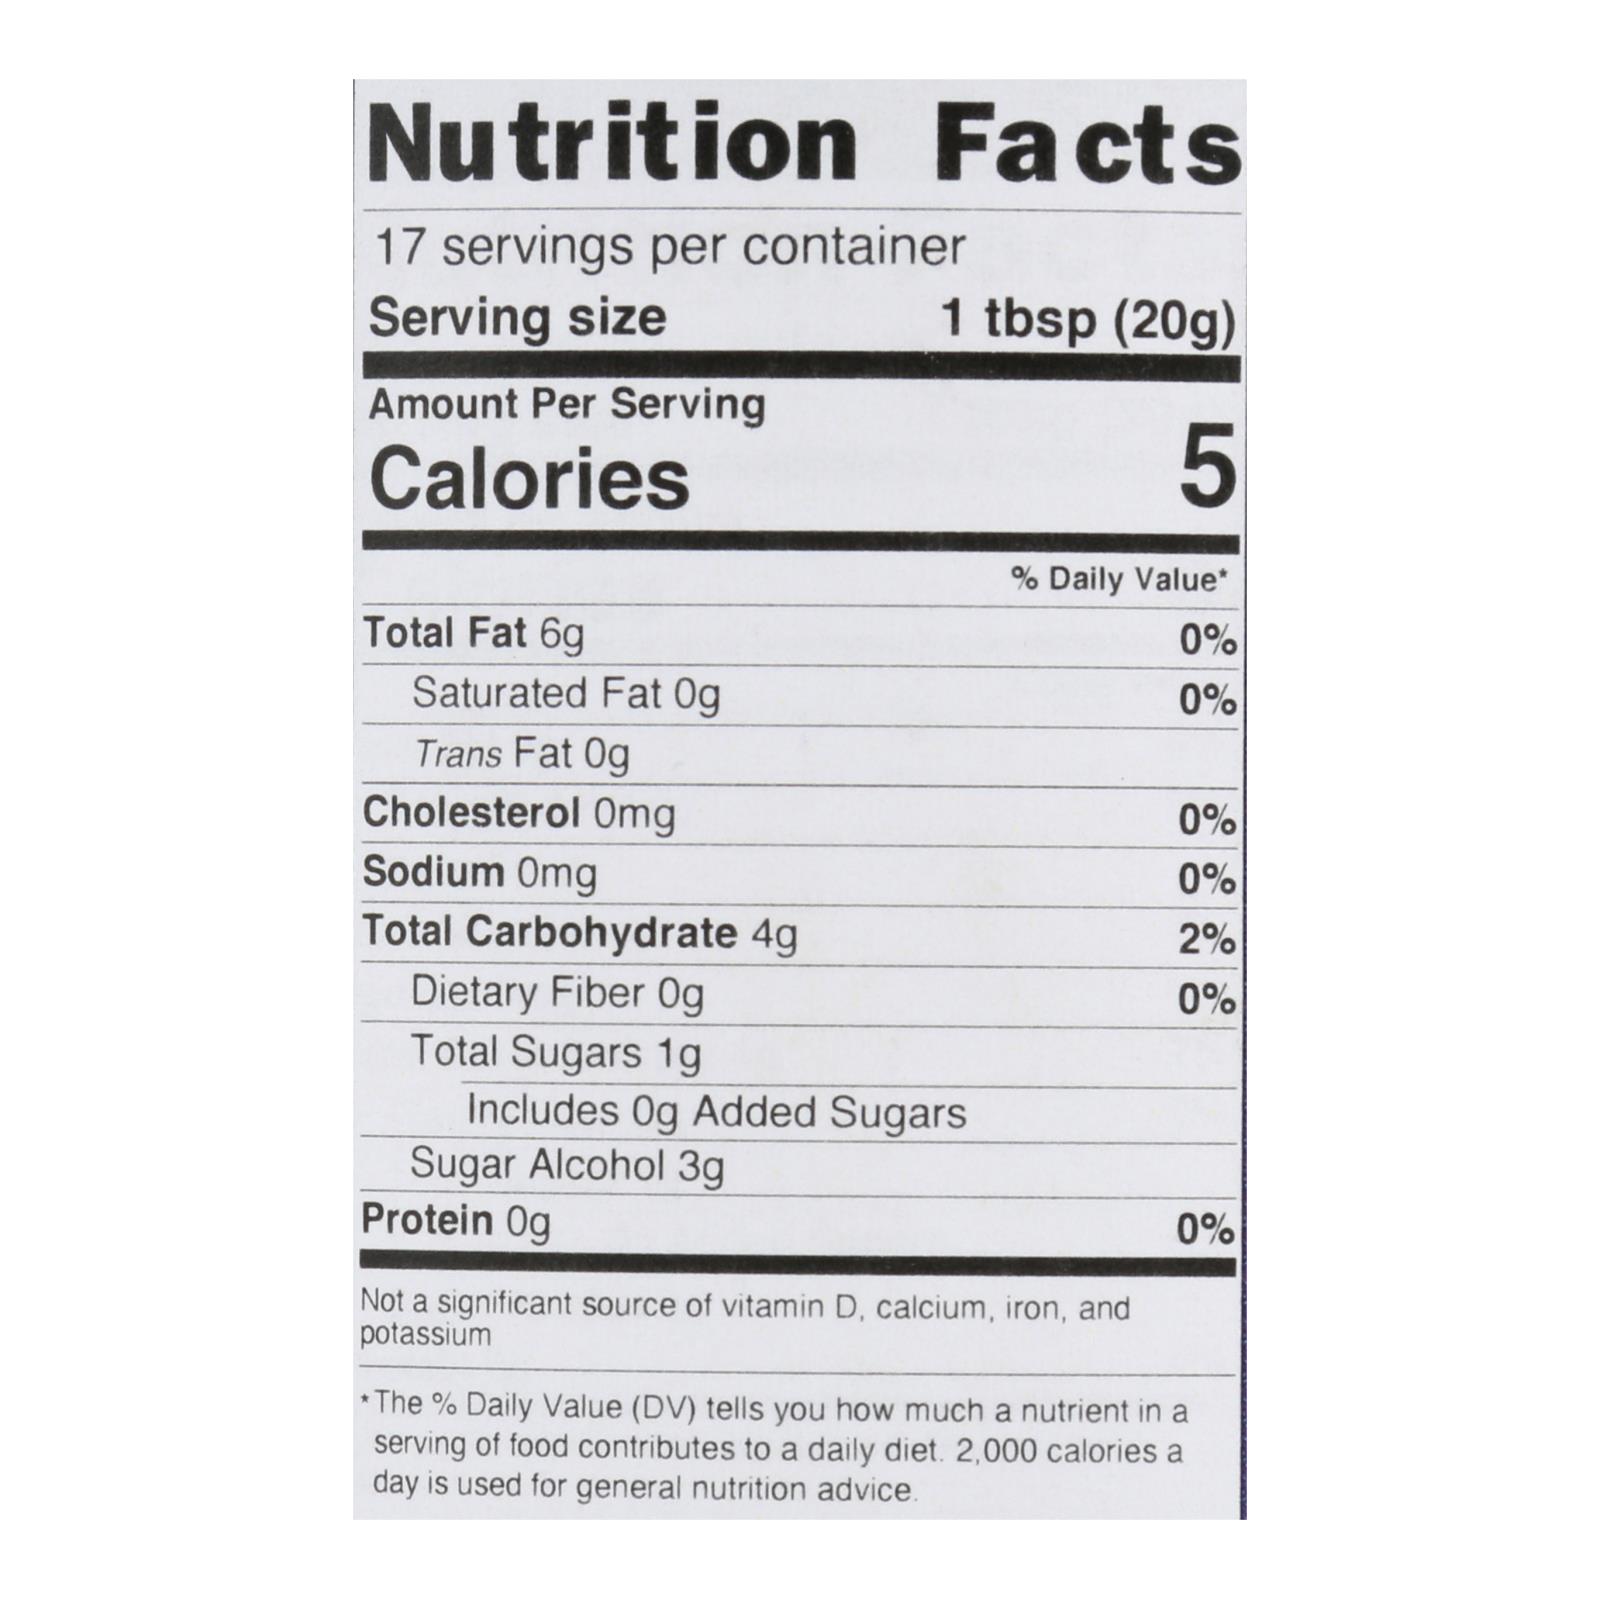 Nutrition Facts
17 servings per container
Serving size 1 tbsp (20g)
Amount Per Serving
Calories 5
% Daily Value*
Total Fat 6g 0%
Saturated Fat 0g 0%
Trans Fat 0g
Cholesterol 0mg 0%
Sodium 0mg 0%
Total Carbohydrate 4g 2%
Dietary Fiber 0g 0%
Total Sugars 1g
Includes 0g Added Sugars
Sugar Alcohol 3g
Protein 0g 0%
Not a significant source of vitamin D, calcium, iron, and
potassium
*The % Daily Value (DV) tells you how much a nutrient in a
serving of food contributes to a daily diet. 2,000 calories a
day is used for general nutrition advice.